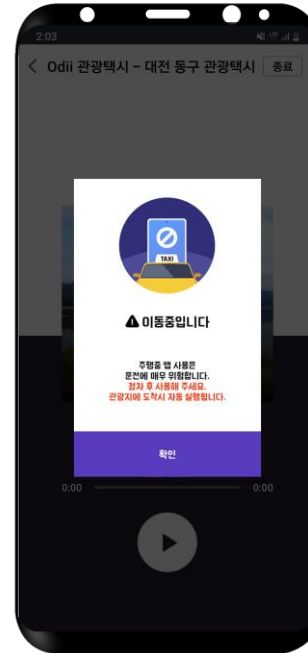 2:03
Odii 관광택시 - 대전 동구 관광택시 종료
TAXI
이동중입니다
주행중 앱 사용은
운전에 매우 위험합니다.
정차 후 사용해 주세요.
관광지에 도착시 자동 실행됩니다.
확인
0:00 0:00